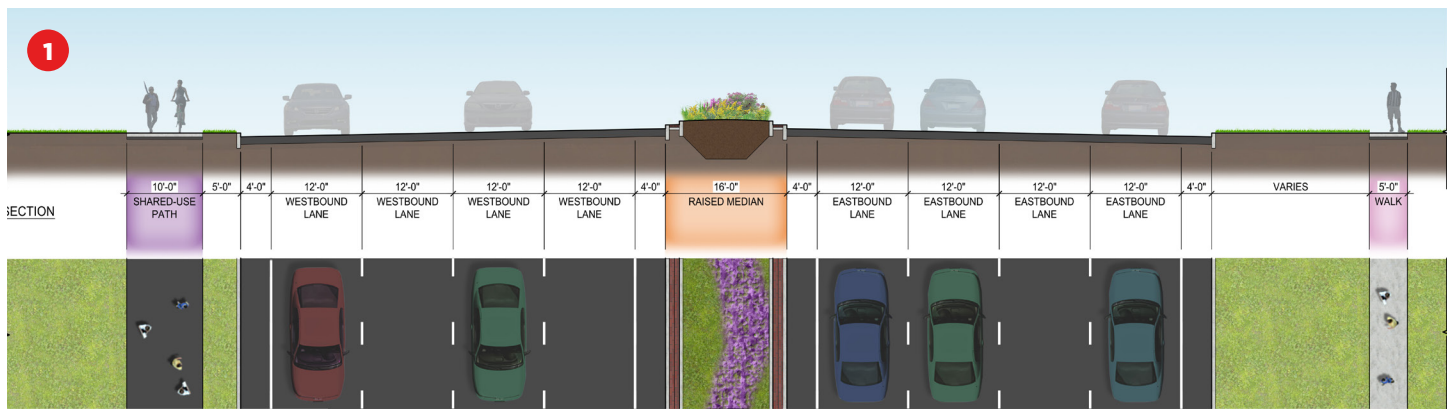 1
10'-0" 5'-0" 4'-0" 12'-0" 12'-0" 12'-0" 12'-0" 4'-0" 16'-0" 4'-0" 12'-0" 12'-0" 12'-0" 12'-0" 4'-0" VARIES 5'-0"
SHARED-USE WESTBOUND WESTBOUND WESTBOUND WESTBOUND RAISED MEDIAN EASTBOUND EASTBOUND EASTBOUND EASTBOUND WALK
PATH LANE LANE LANE LANE LANE LANE LANE LANE
SECTION